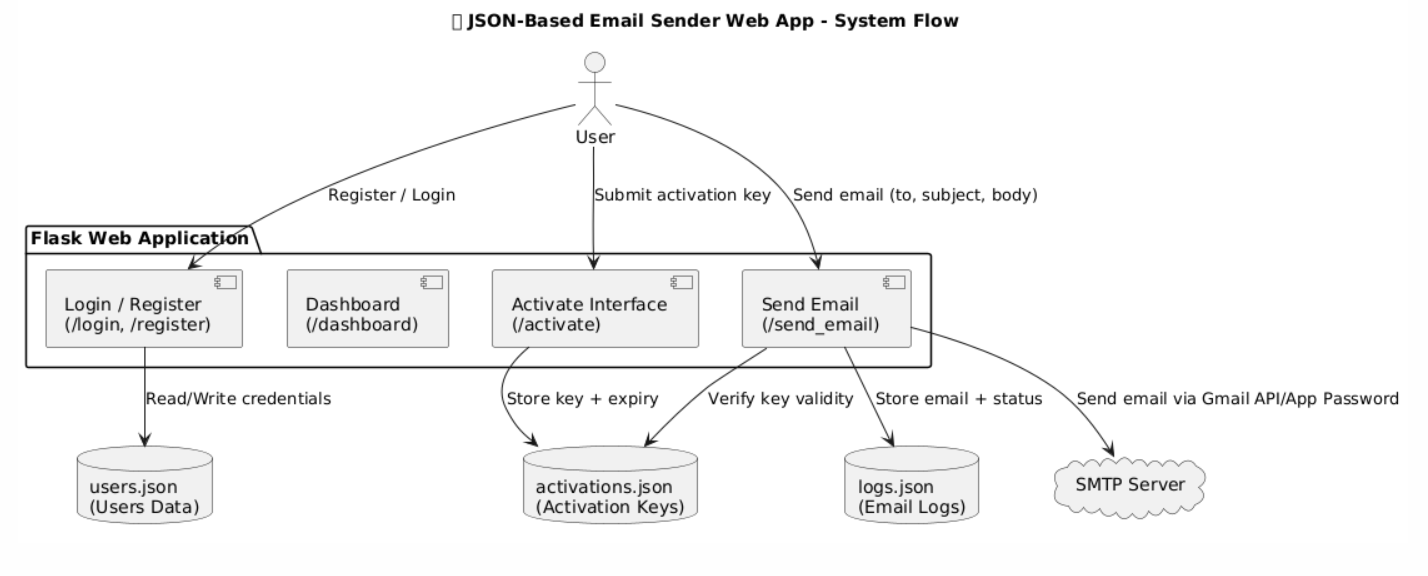 JSON-Based Email Sender Web App - System Flow
User
Register / Login
Submit activation key
Send email (to, subject, body)
Flask Web Application
Login / Register
(/login, /register)
Dashboard
(/dashboard)
Activate Interface
(/activate)
Send Email
(/send_email)
Read/Write credentials
Store key + expiry
Verify key validity
Store email + status
Send email via Gmail API/App Password
users.json
(Users Data)
activations.json
(Activation Keys)
logs.json
(Email Logs)
SMTP Server